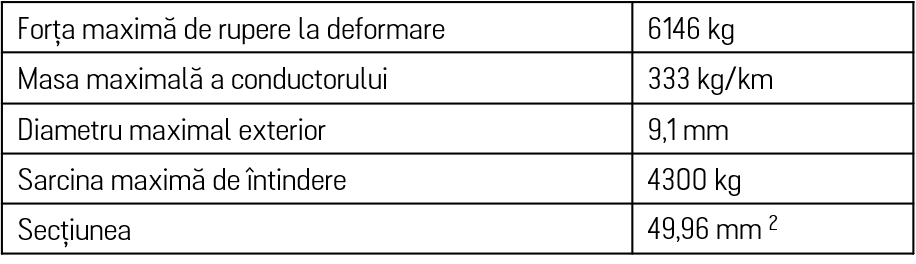 Forța maximă de rupere la deformare 6146 kg
Masa maximală a conductorului 333 kg/km
Diametru maximal exterior 9,1 mm
Sarcina maximă de întindere 4300 kg
Secțiunea 49,96 mm ²